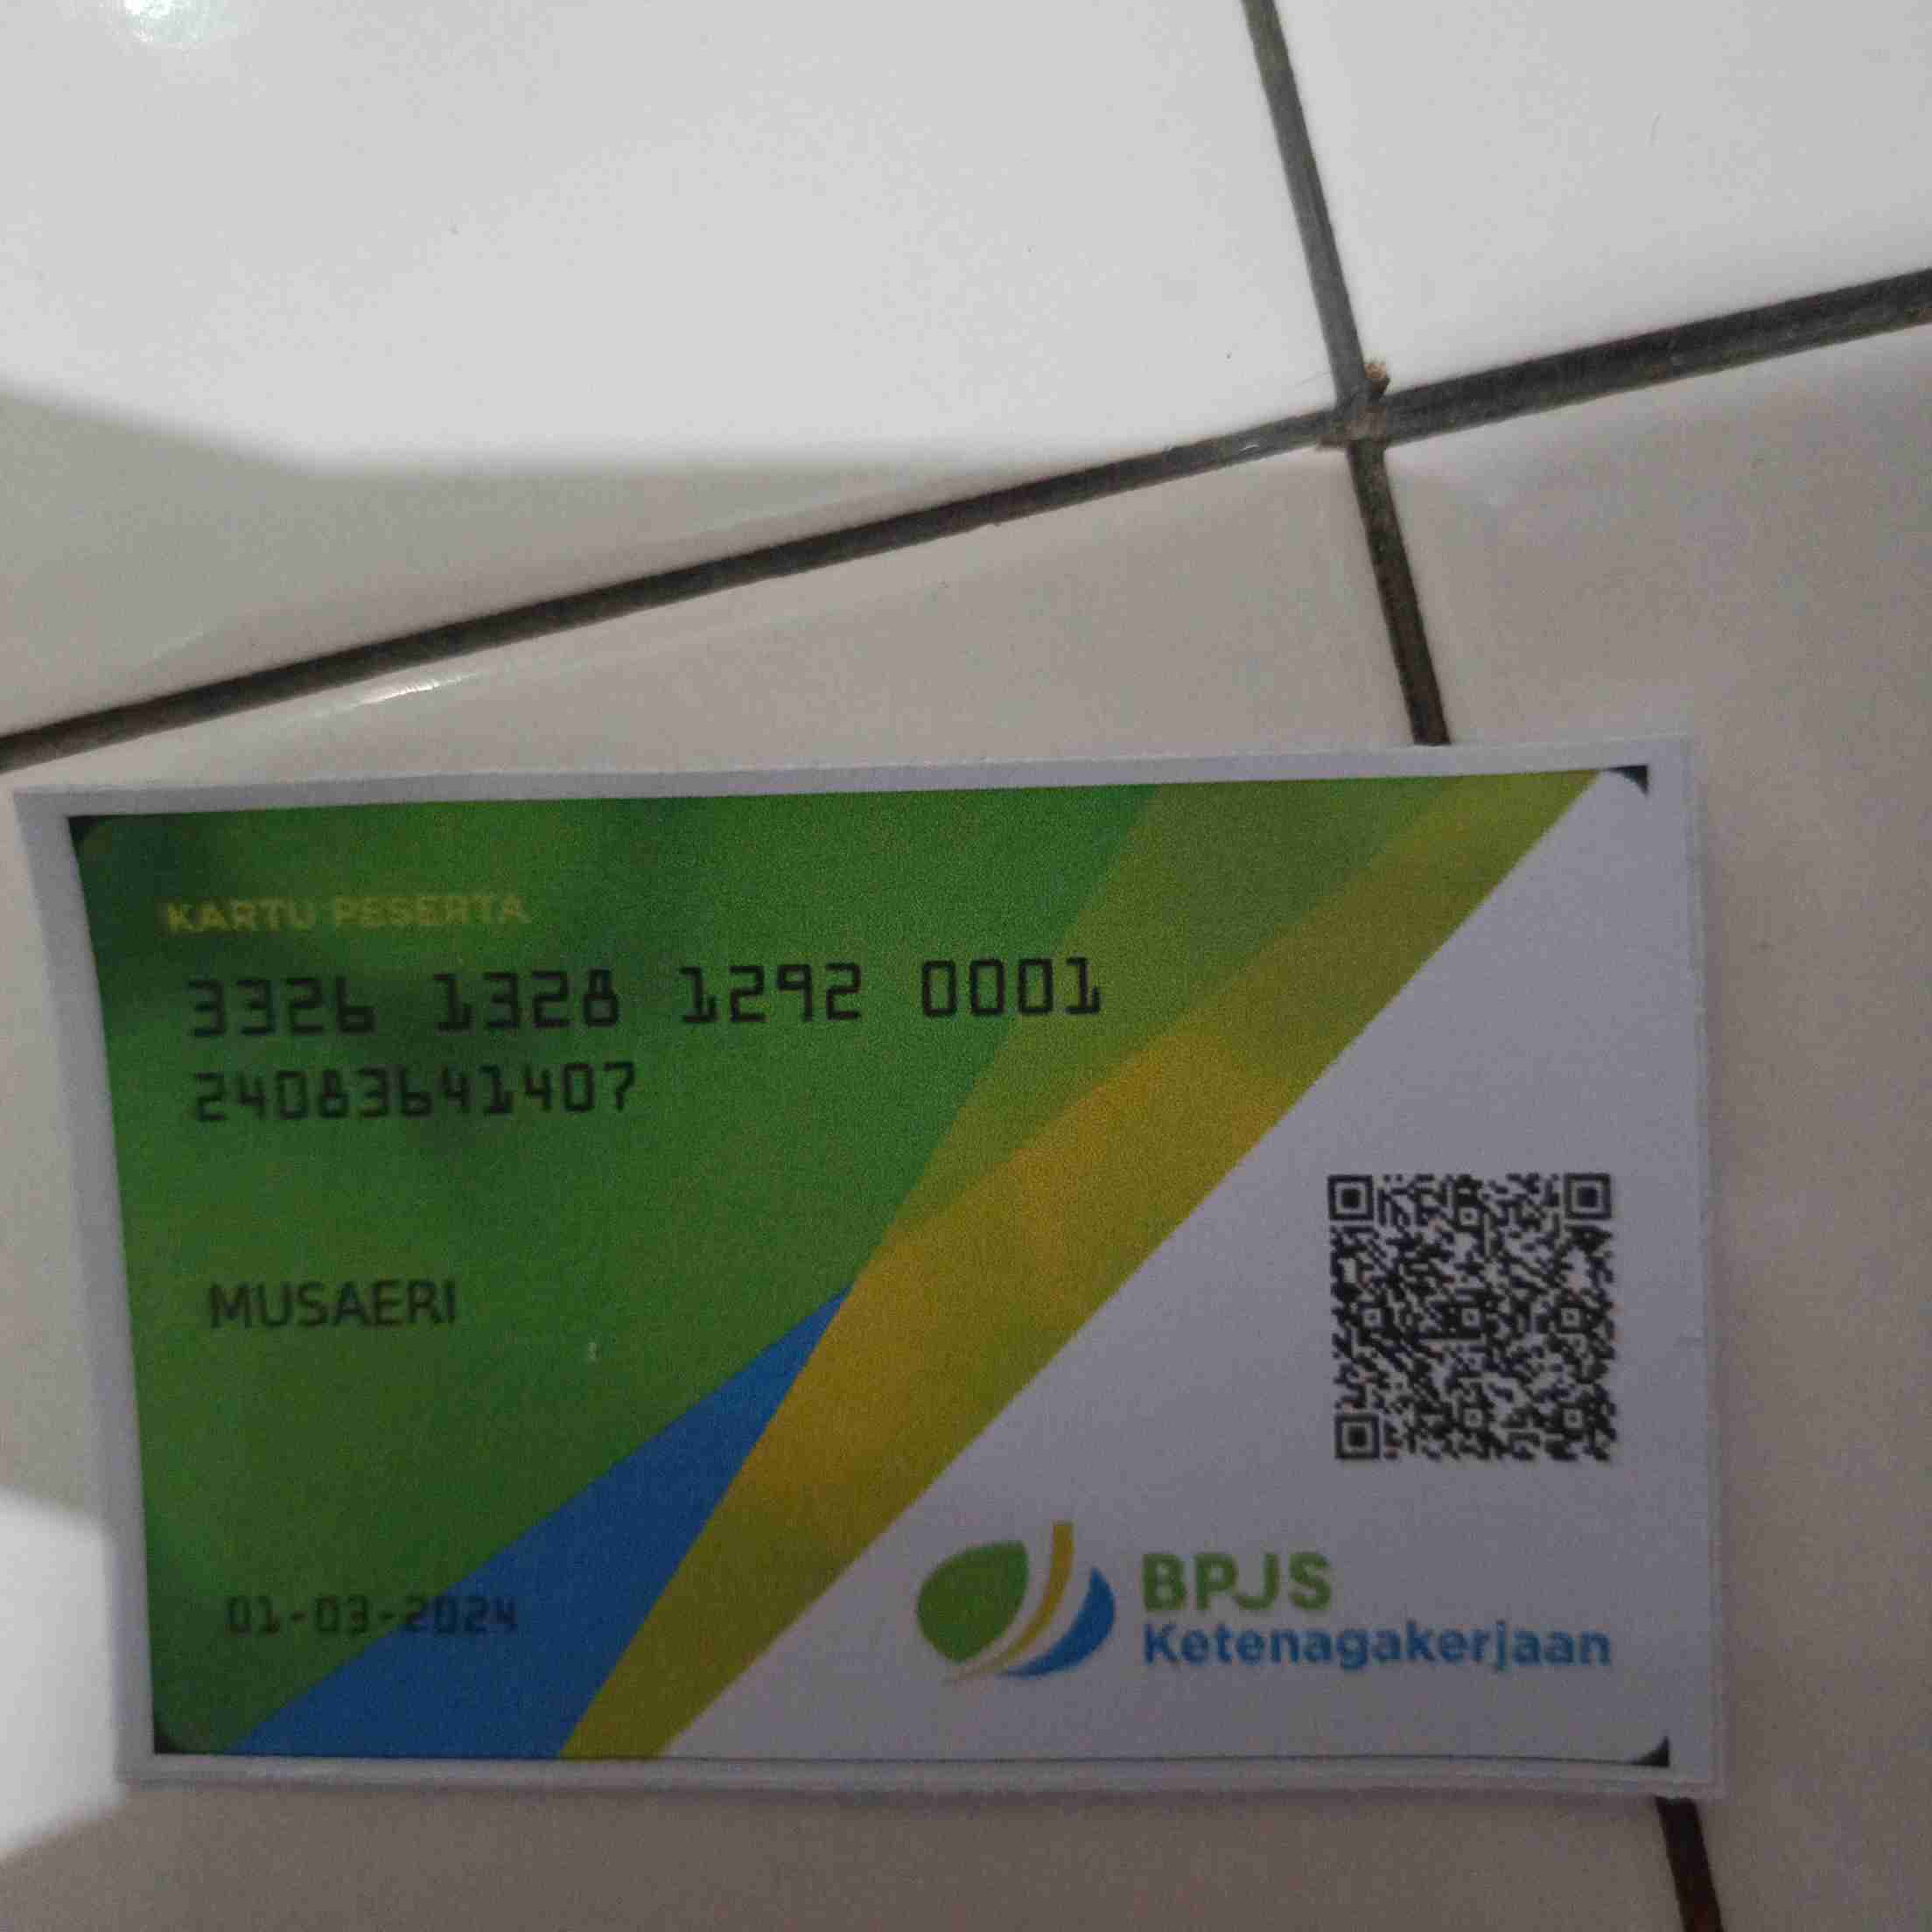 KARTU PESERTA
3326 1328 1292 0001
24083641407
MUSAERI
01-03-2024
BPJS
Ketenagakerjaan